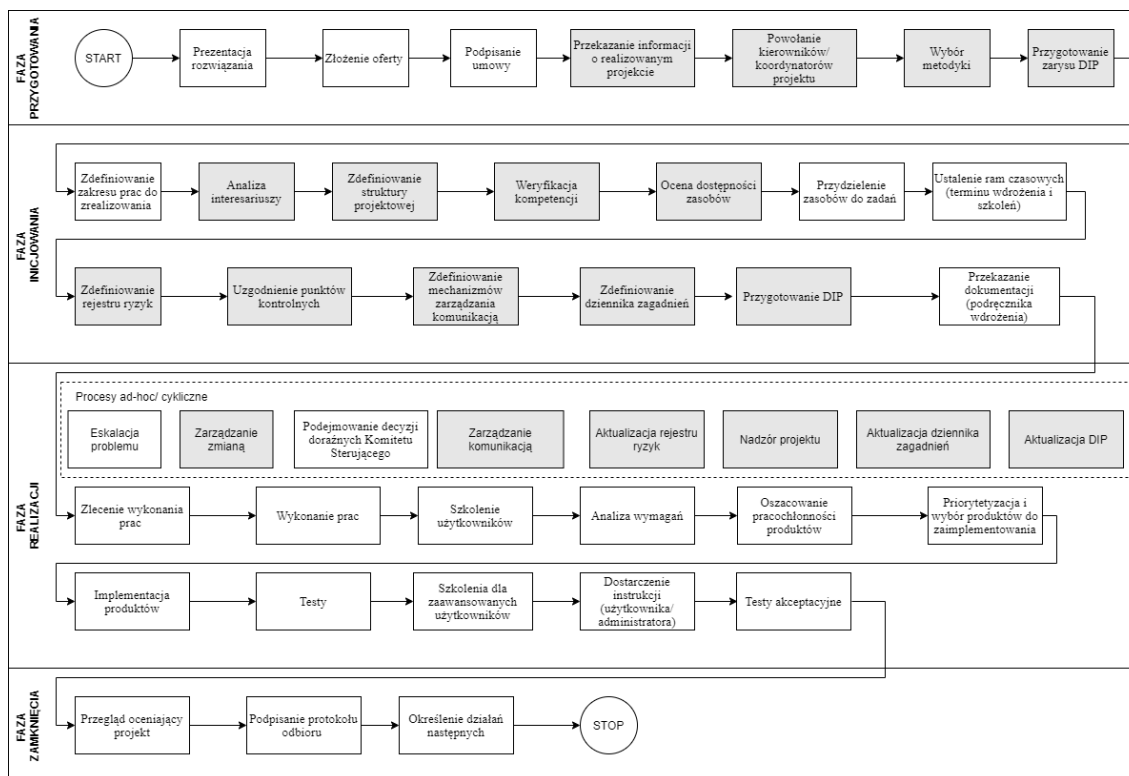 FAZA
PRZYGOTOWANIA
START
Prezentacja
rozwiązania
Złożenie oferty
Podpisanie
umowy
Przekazanie informacji
o realizowanym
projekcie
Powołanie
kierowników/
koordynatorów
projektu
Wybór
metodyki
Przygotowanie
zarysu DIP
FAZA
INICJOWANIA
Zdefiniowanie
zakresu prac do
zrealizowania
Analiza
interesariuszy
Zdefiniowanie
struktury
projektowej
Weryfikacja
kompetencji
Ocena dostępności
zasobów
Przydzielenie
zasobów do zadań
Ustalenie ram czasowych
(terminu wdrożenia i
szkoleń)
Zdefiniowanie
rejestru ryzyk
Uzgodnienie punktów
kontrolnych
Zdefiniowanie
mechanizmów
zarządzania
komunikacją
Zdefiniowanie
dziennika zagadnień
Przygotowanie DIP
Przekazanie
dokumentacji
(podręcznika
wdrożenia)
FAZA
REALIZACJI
Procesy ad-hoc/ cykliczne
Eskalacja
problemu
Zarządzanie
zmianą
Podejmowanie decyzji
doraźnych Komitetu
Sterującego
Zarządzanie
komunikacją
Aktualizacja rejestru
ryzyk
Nadzór projektu
Aktualizacja dziennika
zagadnień
Aktualizacja DIP
Zlecenie wykonania
prac
Wykonanie prac
Szkolenie
użytkowników
Analiza wymagań
Oszacowanie
pracochłonności
produktów
Priorytetyzacja i
wybór produktów do
zaimplementowania
Implementacja
produktów
Testy
Szkolenia dla
zaawansowanych
użytkowników
Dostarczenie
instrukcji
(użytkownika/
administratora)
Testy akceptacyjne
FAZA
ZAMKNIĘCIA
Przegląd oceniający
projekt
Podpisanie protokołu
odbioru
Określenie działań
następnych
STOP